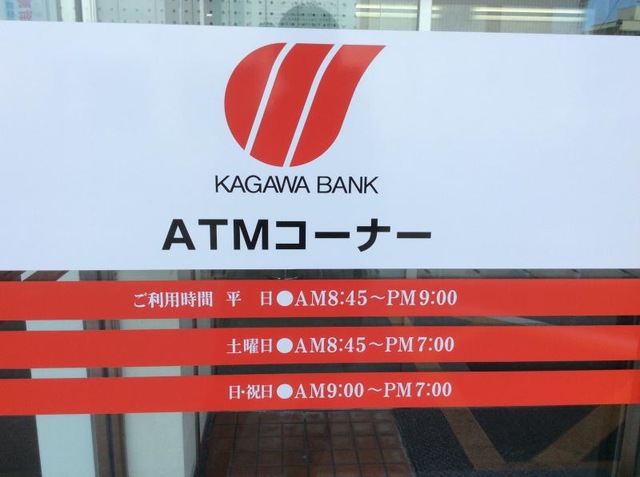 KAGAWA BANK
ATMコーナー
ご利用時間 平 日●AM8:45～PM9:00
土曜日●AM8:45～PM7:00
日・祝日●AM9:00～PM7:00